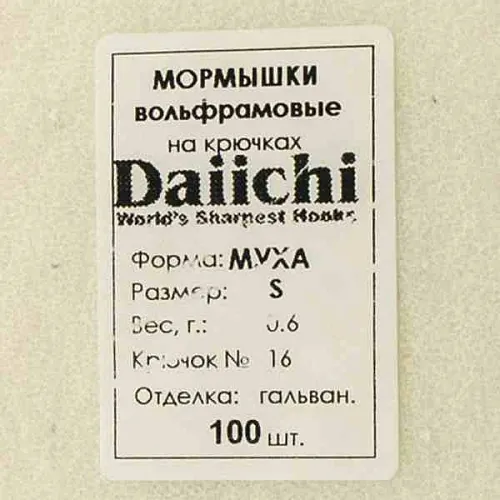 МОРМЫШКИ
ВОЛЬФРАМОВЫЕ
на крючках
Daiichi
World's Sharpest Hooks
Форма: МУХА
Размер: S
Вес, г.: 0.6
Крючок № 16
Отделка: гальван.
100 шт.